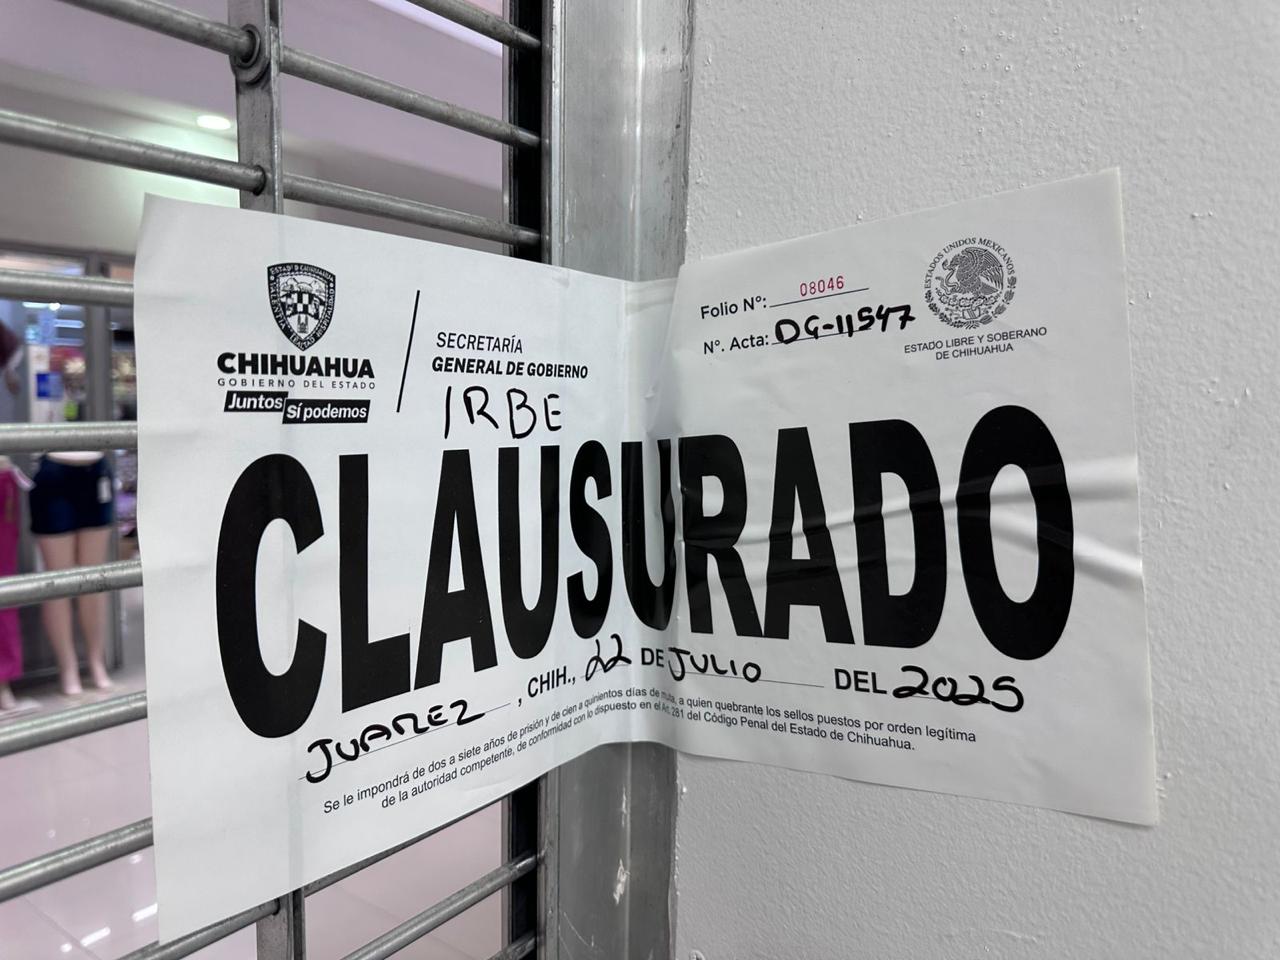 CHIHUAHUA
GOBIERNO DEL ESTADO
Juntos Sí podemos
SECRETARÍA
GENERAL DE GOBIERNO
IRBE
Folio N°: 08046
N°. Acta: DG-11547
ESTADOS UNIDOS MEXICANOS
ESTADO LIBRE Y SOBERANO
DE CHIHUAHUA
CLAUSURADO
JUAREZ, CHIH., 22 DE JULIO DEL 2025
Se le impondrá de dos a siete años de prisión y de cien a quinientos días de multa, a quien quebrante los sellos puestos por orden legítima
de la autoridad competente, de conformidad con lo dispuesto en el Art. 281 del Código Penal del Estado de Chihuahua.